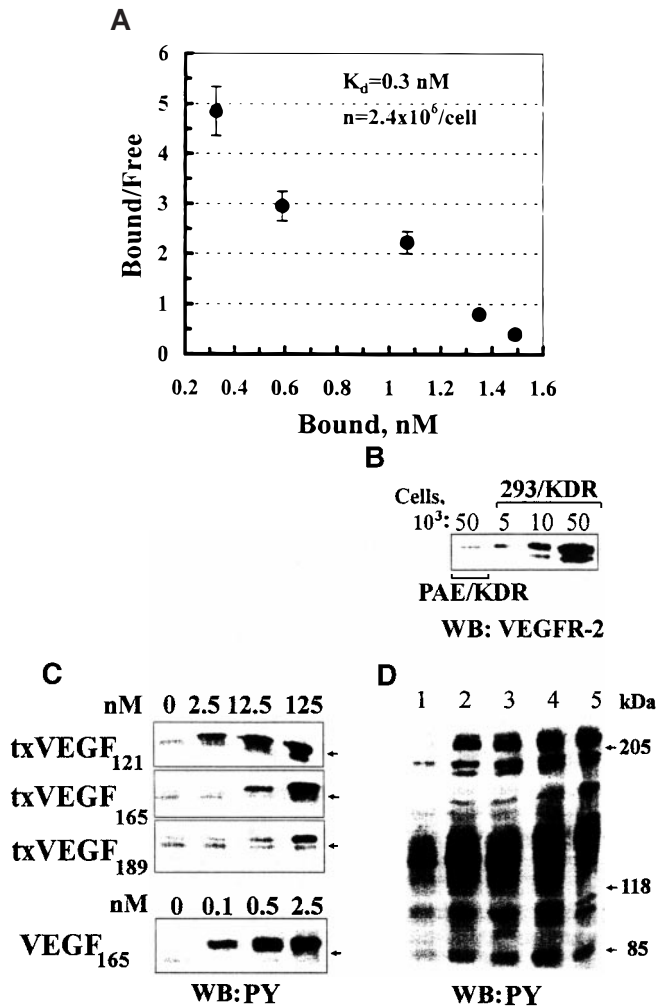 A
6
5
4
3
2
1
0
Bound/Free
K_d=0.3 nM
n=2.4x10^6/cell
0.2 0.4 0.6 0.8 1 1.2 1.4 1.6
Bound, nM
B
293/KDR
Cells,
10³: 50 5 10 50
PAE/KDR
WB: VEGFR-2
C
nM 0 2.5 12.5 125
txVEGF₁₂₁
txVEGF₁₆₅
txVEGF₁₈₉
nM 0 0.1 0.5 2.5
VEGF₁₆₅
WB:PY
D
1 2 3 4 5 kDa
205
118
85
WB:PY